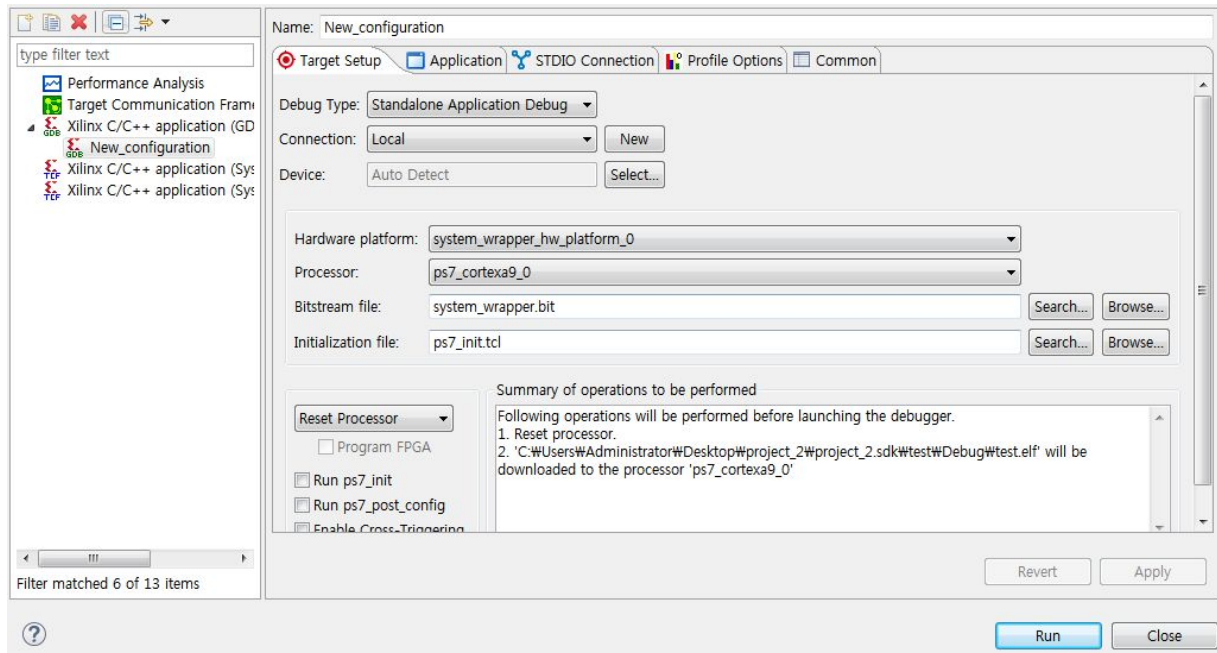 Name: New_configuration
type filter text
Performance Analysis
Target Communication Frame
Xilinx C/C++ application (GD
New_configuration
Xilinx C/C++ application (Sys
Xilinx C/C++ application (Sys
Filter matched 6 of 13 items
Target Setup Application STDIO Connection Profile Options Common
Debug Type: Standalone Application Debug
Connection: Local New
Device: Auto Detect Select...
Hardware platform: system_wrapper_hw_platform_0
Processor: ps7_cortexa9_0
Bitstream file: system_wrapper.bit Search... Browse...
Initialization file: ps7_init.tcl Search... Browse...
Reset Processor
Program FPGA
Run ps7_init
Run ps7_post_config
Enable Cross-Triggering
Summary of operations to be performed
Following operations will be performed before launching the debugger.
1. Reset processor.
2. 'C:₩Users₩Administrator₩Desktop₩project_2₩project_2.sdk₩test₩Debug₩test.elf' will be
downloaded to the processor 'ps7_cortexa9_0'
Revert Apply
Run Close